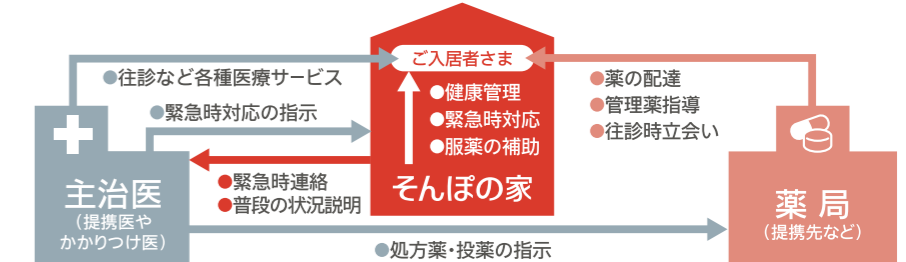 ご入居者さま
●往診など各種医療サービス
●緊急時対応の指示
●健康管理
●緊急時対応
●服薬の補助
そんぽの家
●薬の配達
●管理薬指導
●往診時立会い
主治医
（提携医や
かかりつけ医）
●緊急時連絡
●普段の状況説明
薬局
（提携先など）
●処方薬・投薬の指示